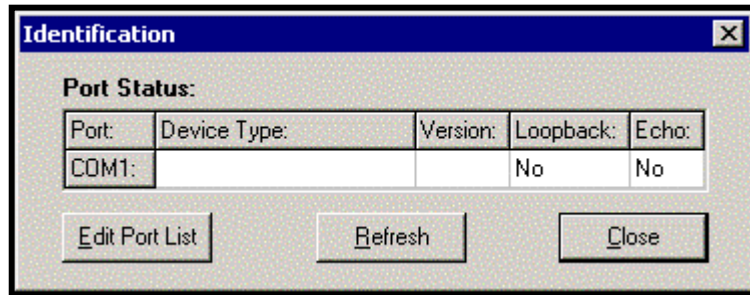 Identification
Port Status:
Port: Device Type: Version: Loopback: Echo:
COM1: No No
Edit Port List Refresh Close